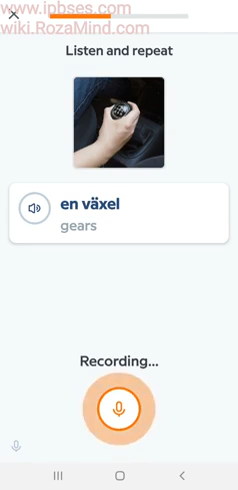 www.ipbses.com
wiki.RozaMind.com
Listen and repeat
en växel
gears
Recording...